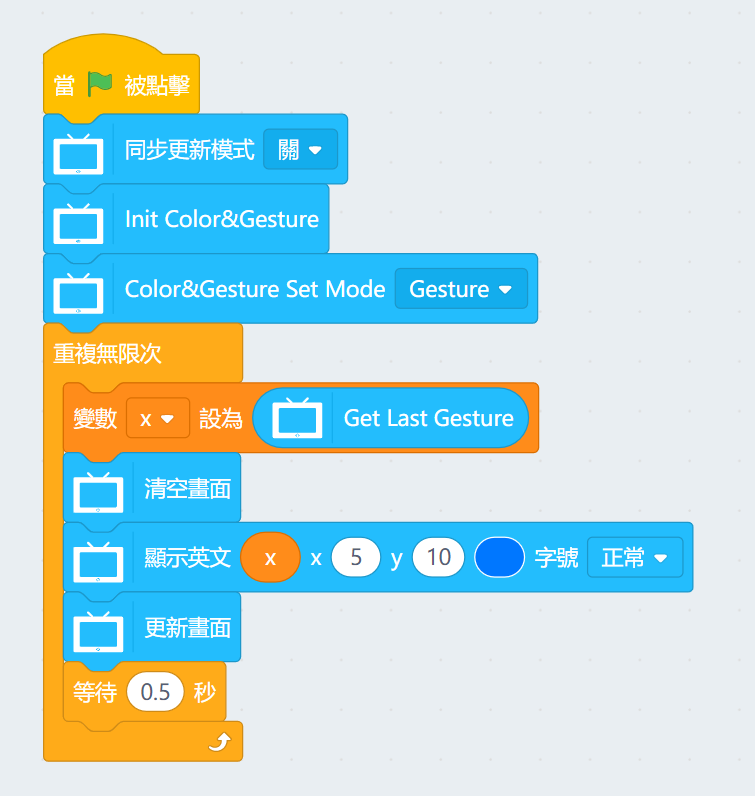 當 被點擊
同步更新模式 關
Init Color&Gesture
Color&Gesture Set Mode Gesture
重複無限次
變數 x 設為 Get Last Gesture
清空畫面
顯示英文 x x 5 y 10 字號 正常
更新畫面
等待 0.5 秒